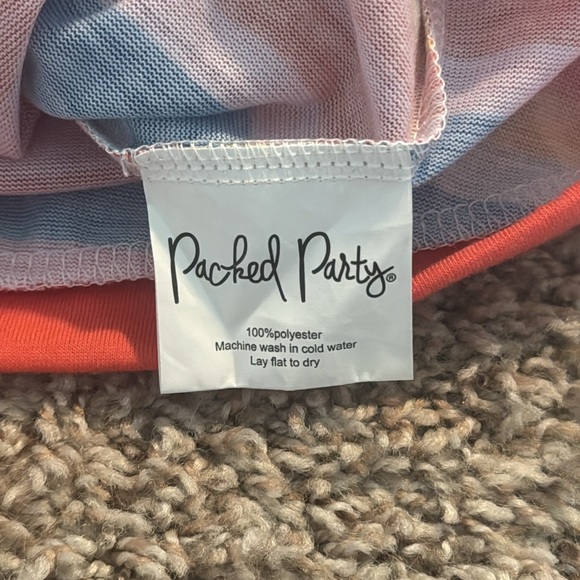 Packed Party®
100%polyester
Machine wash in cold water
Lay flat to dry